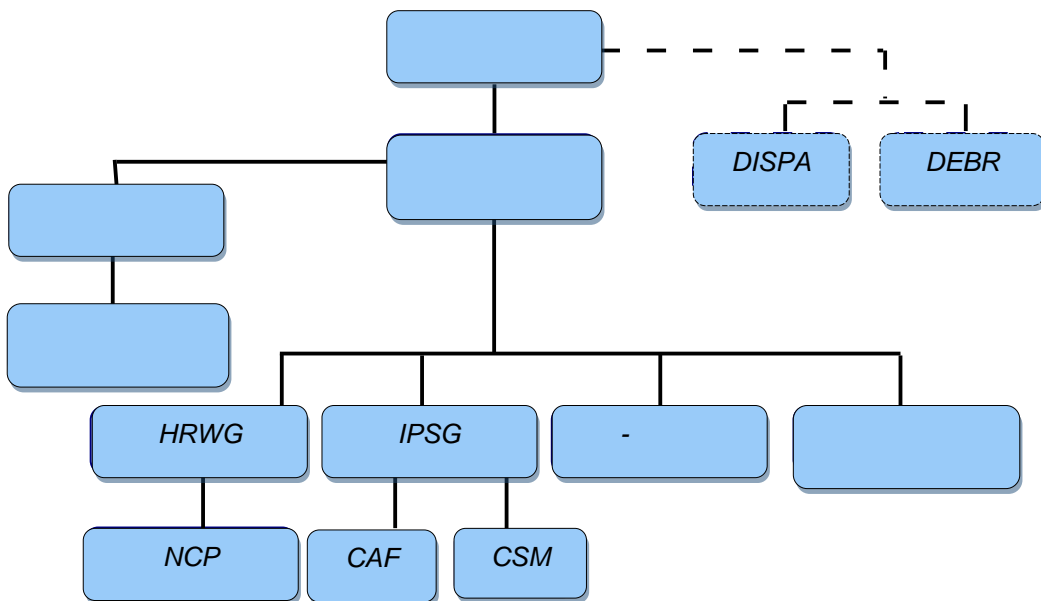 DISPA
DEBR
HRWG
IPSG
-
NCP
CAF
CSM